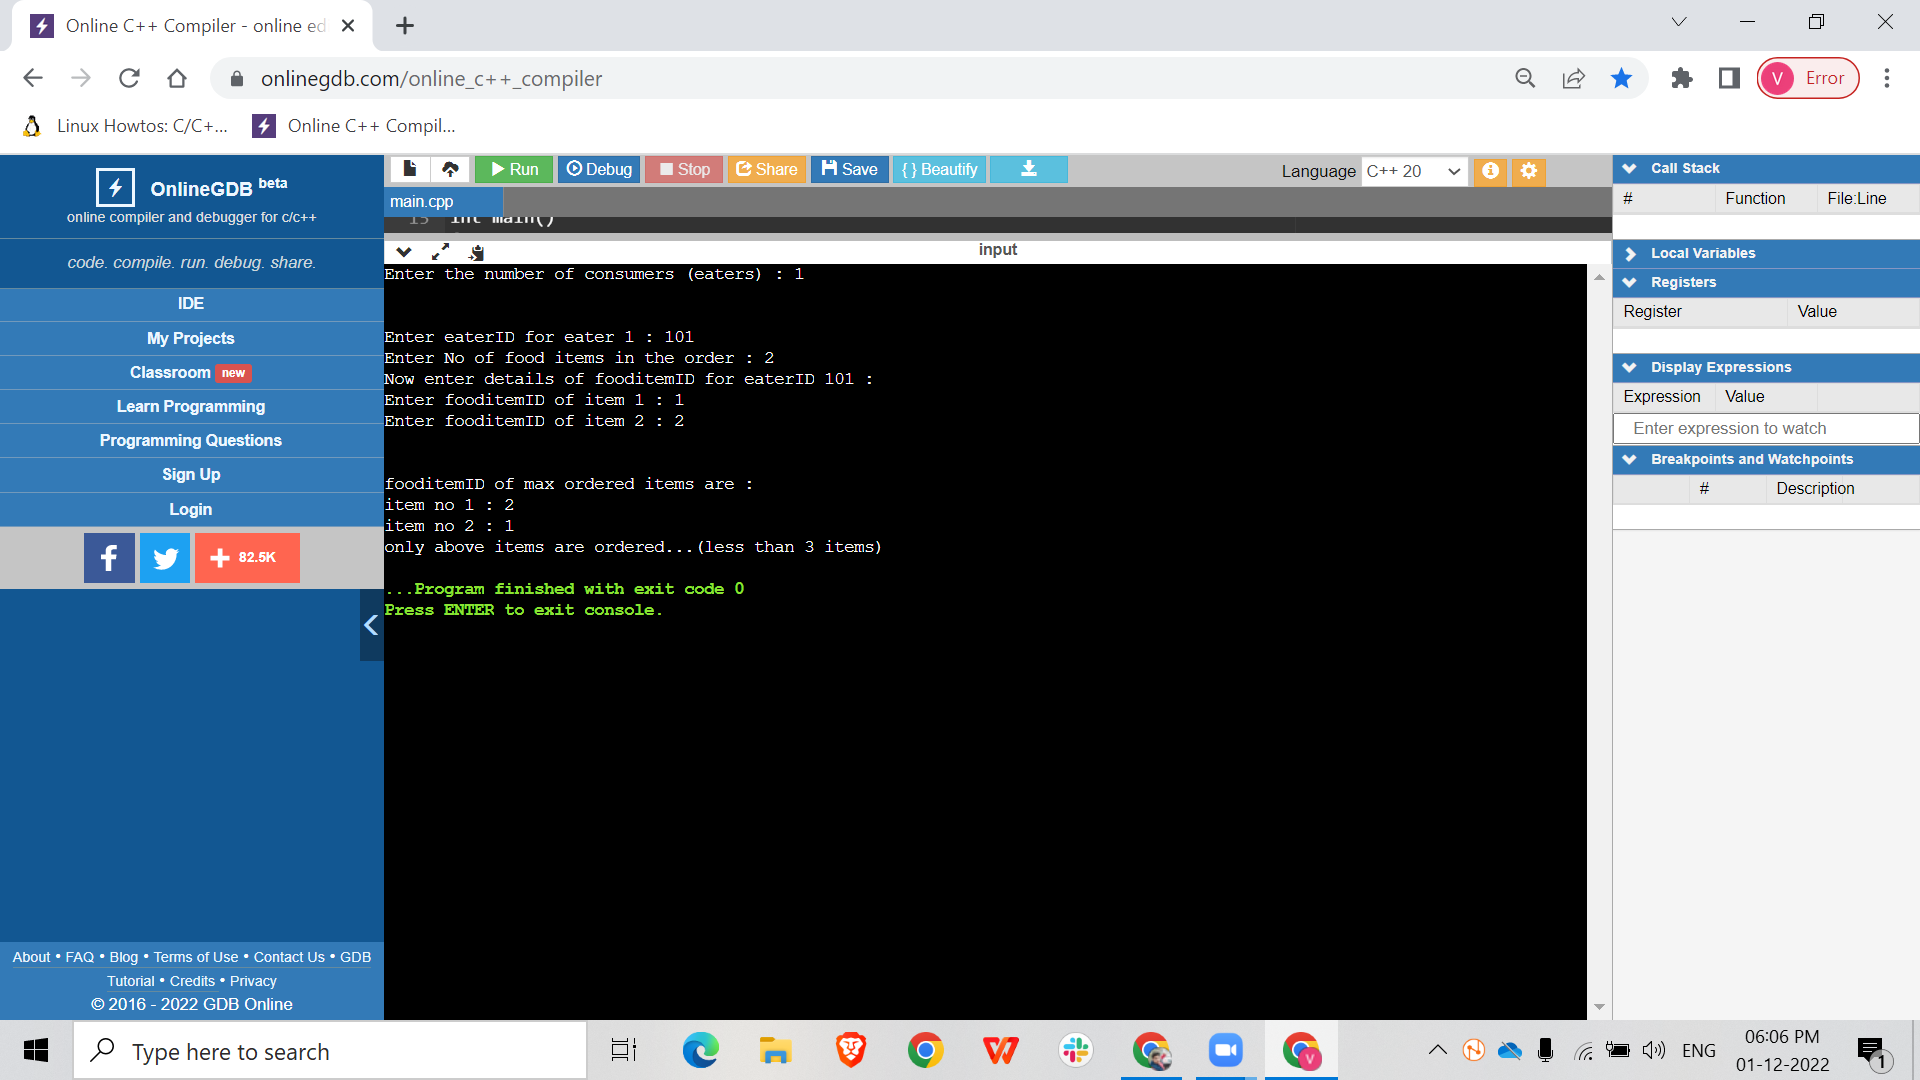 Online C++ Compiler - online ed
onlinegdb.com/online_c++_compiler
V Error
Linux Howtos: C/C+...
Online C++ Compil...
OnlineGDB beta
online compiler and debugger for c/c++
code. compile. run. debug. share.
IDE
My Projects
Classroom new
Learn Programming
Programming Questions
Sign Up
Login
f
82.5K
About • FAQ • Blog • Terms of Use • Contact Us • GDB
Tutorial • Credits • Privacy
© 2016 - 2022 GDB Online
Run
Debug
Stop
Share
Save
{ } Beautify
Language C++ 20
main.cpp
int main()
input
Enter the number of consumers (eaters) : 1
Enter eaterID for eater 1 : 101
Enter No of food items in the order : 2
Now enter details of fooditemID for eaterID 101 :
Enter fooditemID of item 1 : 1
Enter fooditemID of item 2 : 2
fooditemID of max ordered items are :
item no 1 : 2
item no 2 : 1
only above items are ordered...(less than 3 items)
...Program finished with exit code 0
Press ENTER to exit console.
Call Stack
# Function File:Line
Local Variables
Registers
Register Value
Display Expressions
Expression Value
Enter expression to watch
Breakpoints and Watchpoints
# Description
Type here to search
V
ENG
06:06 PM
01-12-2022
1